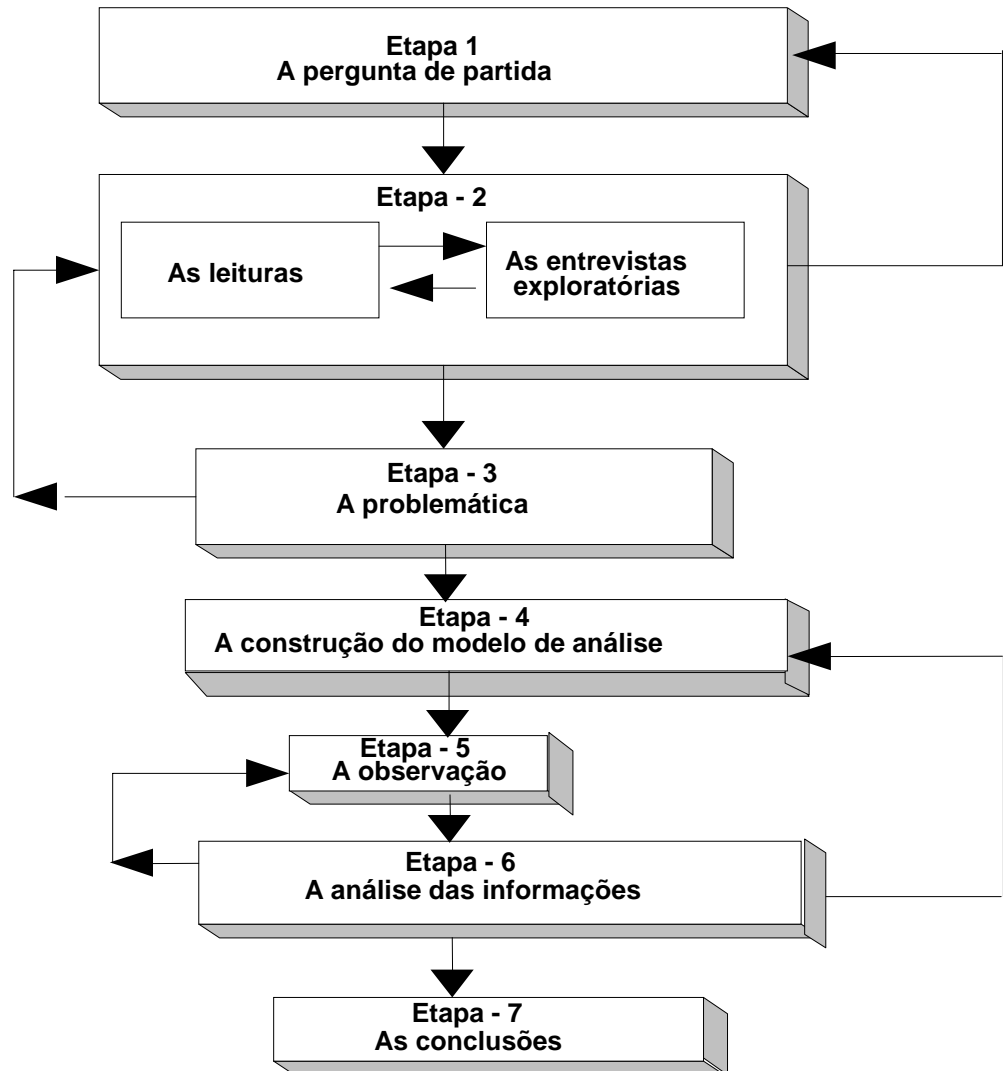 Etapa 1
A pergunta de partida
Etapa - 2
As leituras
As entrevistas
exploratórias
Etapa - 3
A problemática
Etapa - 4
A construção do modelo de análise
Etapa - 5
A observação
Etapa - 6
A análise das informações
Etapa - 7
As conclusões